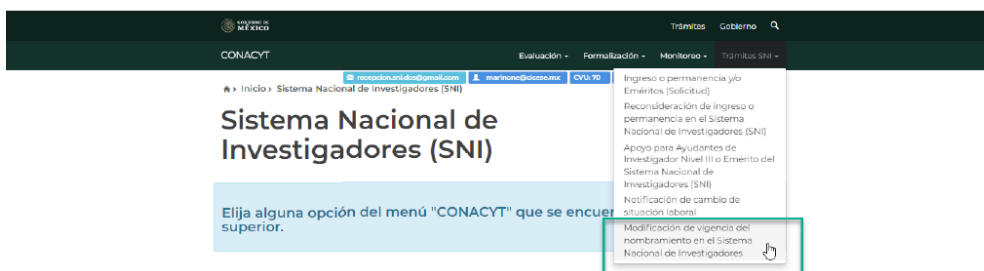 GOBIERNO DE
MÉXICO
Trámites Gobierno
CONACYT
Evaluación Formalización Monitoreo Trámites SNI
recepcion.sni.dcs@gmail.com marinone@cicese.mx CVU: 70
Inicio > Sistema Nacional de Investigadores (SNI)
Sistema Nacional de
Investigadores (SNI)
Elija alguna opción del menú "CONACYT" que se encuen
superior.
Ingreso o permanencia y/o
Eméritos (Solicitud)
Reconsideración de ingreso o
permanencia en el Sistema
Nacional de Investigadores (SNI)
Apoyo para Ayudantes de
Investigador Nivel III o Emérito del
Sistema Nacional de
Investigadores (SNI)
Notificación de cambio de
situación laboral
Modificación de vigencia del
nombramiento en el Sistema
Nacional de Investigadores